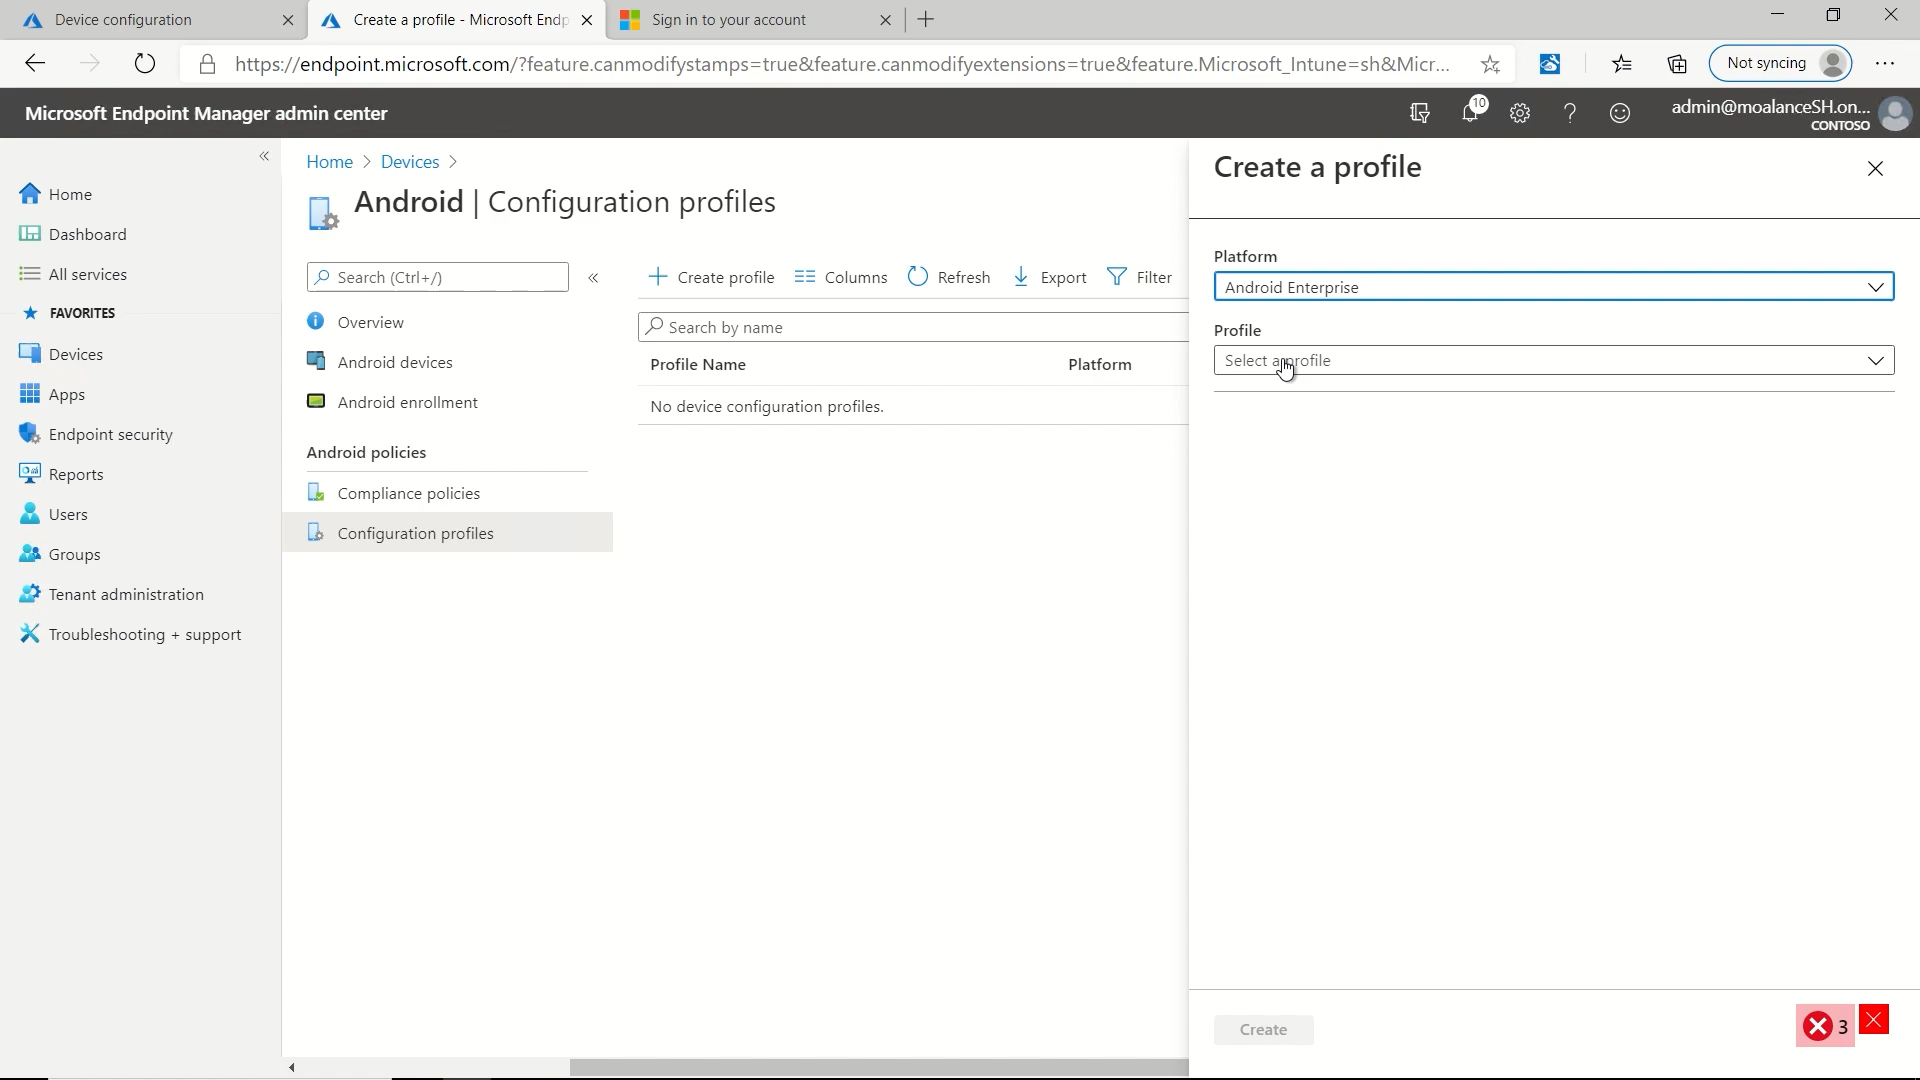 Device configuration
Create a profile - Microsoft Endp
Sign in to your account
https://endpoint.microsoft.com/?feature.canmodifystamps=true&feature.canmodifyextensions=true&feature.Microsoft_Intune=sh&Micr...
Not syncing
Microsoft Endpoint Manager admin center
10
admin@moalanceSH.on...
CONTOSO
Home
Dashboard
All services
FAVORITES
Devices
Apps
Endpoint security
Reports
Users
Groups
Tenant administration
Troubleshooting + support
Home > Devices >
Android | Configuration profiles
Search (Ctrl+/)
Overview
Android devices
Android enrollment
Android policies
Compliance policies
Configuration profiles
Create profile
Columns
Refresh
Export
Filter
Search by name
Profile Name
Platform
No device configuration profiles.
Create a profile
Platform
Android Enterprise
Profile
Select a profile
Create
3